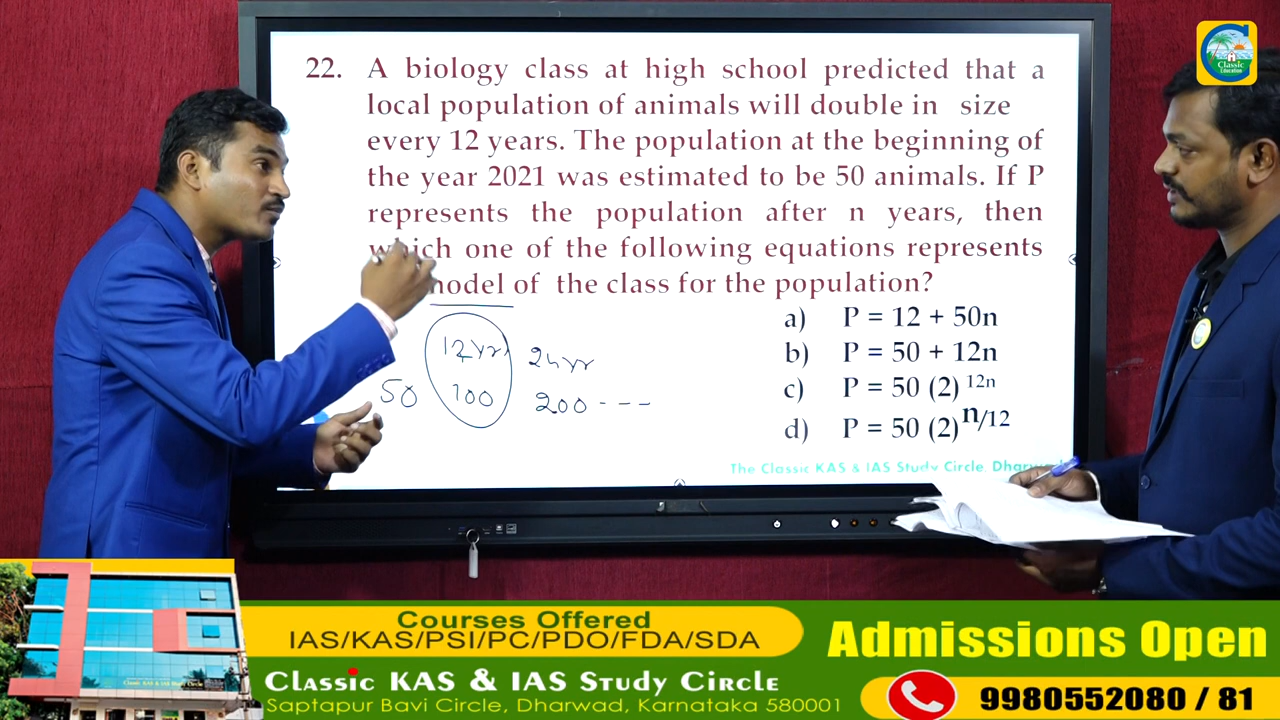 Classic
Education
22. A biology class at high school predicted that a
local population of animals will double in size
every 12 years. The population at the beginning of
the year 2021 was estimated to be 50 animals. If P
represents the population after n years, then
which one of the following equations represents
model of the class for the population?
a) P = 12 + 50n
b) P = 50 + 12n
c) P = 50 (2) 12n
d) P = 50 (2) n/12
12yr 24yr
50 100 200 ---
The Classic KAS & IAS Study Circle, Dharwad
Courses Offered
IAS/KAS/PSI/PC/PDO/FDA/SDA
Classic KAS & IAS Study Circle
Saptapur Bavi Circle, Dharwad, Karnataka 580001
Admissions Open
9980552080 / 81